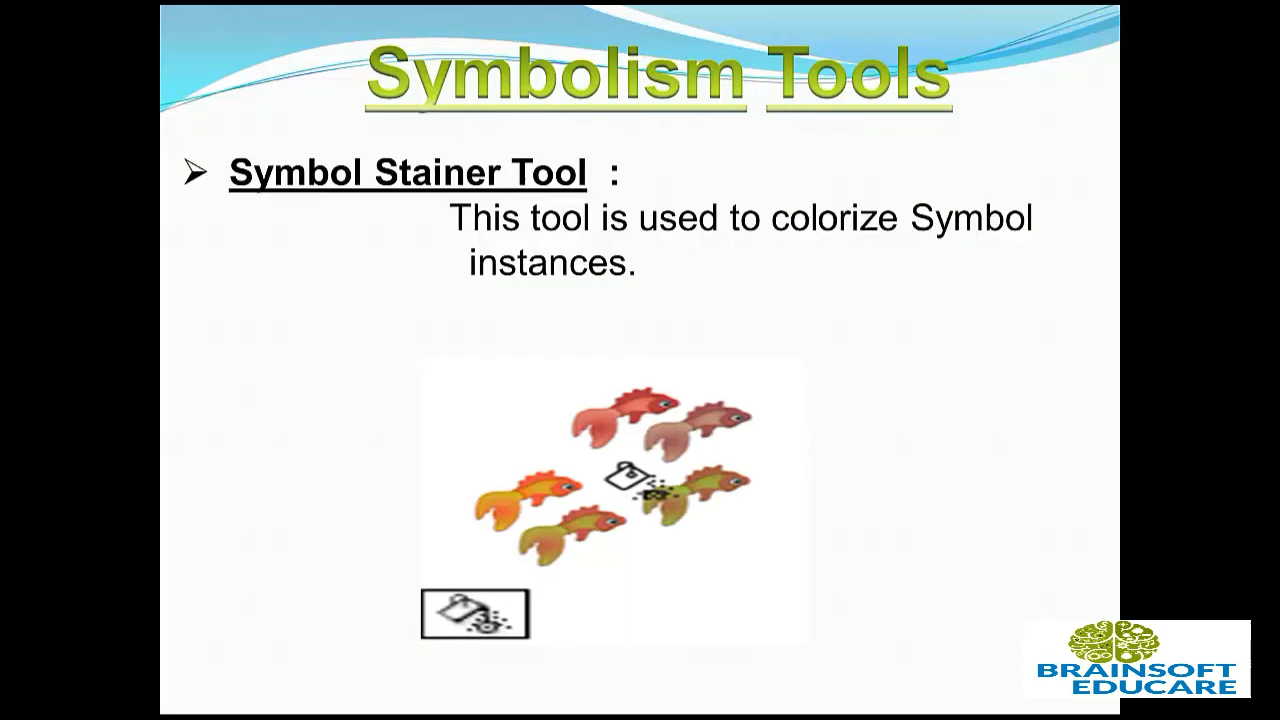 Symbolism Tools
➢ Symbol Stainer Tool :
This tool is used to colorize Symbol
instances.
BRAINSOFT
EDUCARE